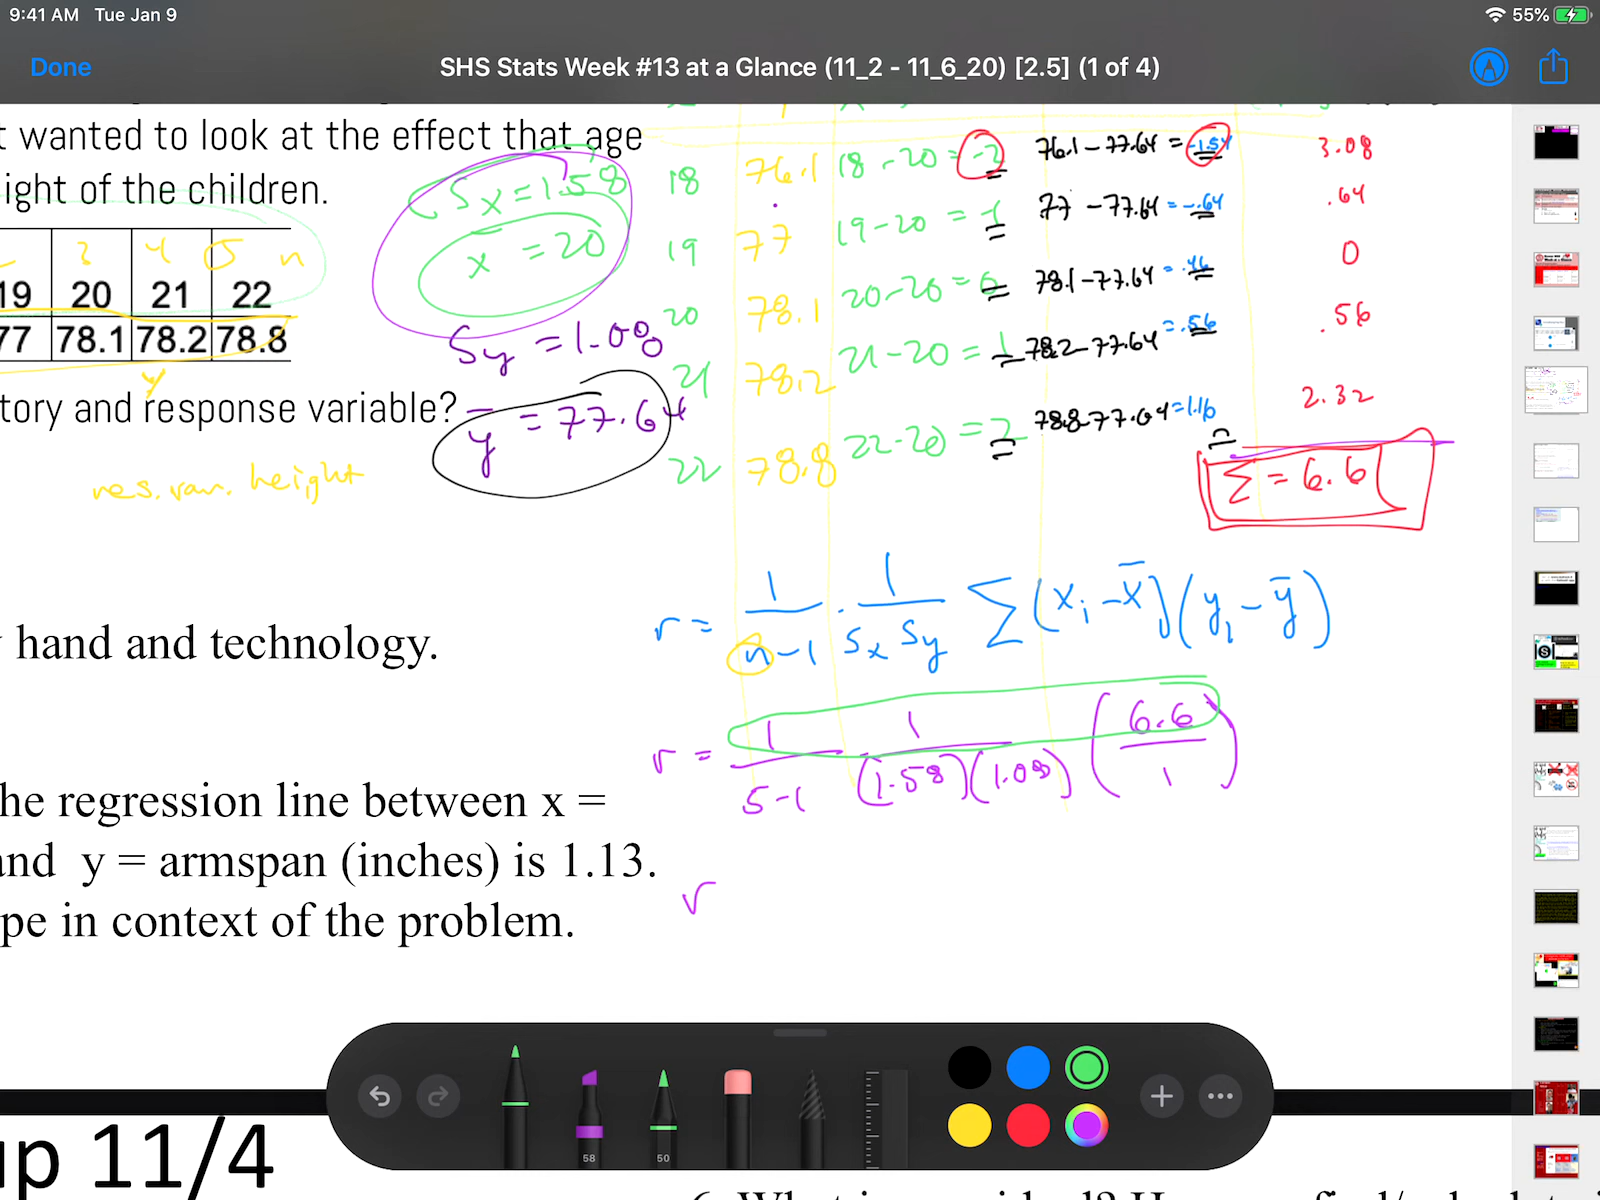 9:41 AM Tue Jan 9
55%
Done
SHS Stats Week #13 at a Glance (11_2 - 11_6_20) [2.5] (1 of 4)
t wanted to look at the effect that age
ight of the children.
3 4 5 n
19 20 21 22
77 78.1 78.2 78.8
y
tory and response variable?
res. var. height
Sx = 1.58
x̄ = 20
Sy = 1.08
ȳ = 77.64
18 76.1 18 - 20 = -2 76.1 - 77.64 = -1.54 3.08
19 77 19 - 20 = -1 77 - 77.64 = -.64 .64
20 78.1 20 - 20 = 0 78.1 - 77.64 = .46 0
21 78.2 21 - 20 = 1 78.2 - 77.64 = .56 .56
22 78.8 22 - 20 = 2 78.8 - 77.64 = 1.16 2.32
Σ = 6.6
r = 1/(n-1) · 1/(Sx Sy) Σ (xi - x̄)(yi - ȳ)
r = 1/(5-1) 1/((1.58)(1.08)) (6.6/1)
r
hand and technology.
he regression line between x =
and y = armspan (inches) is 1.13.
pe in context of the problem.
58
50
up 11/4